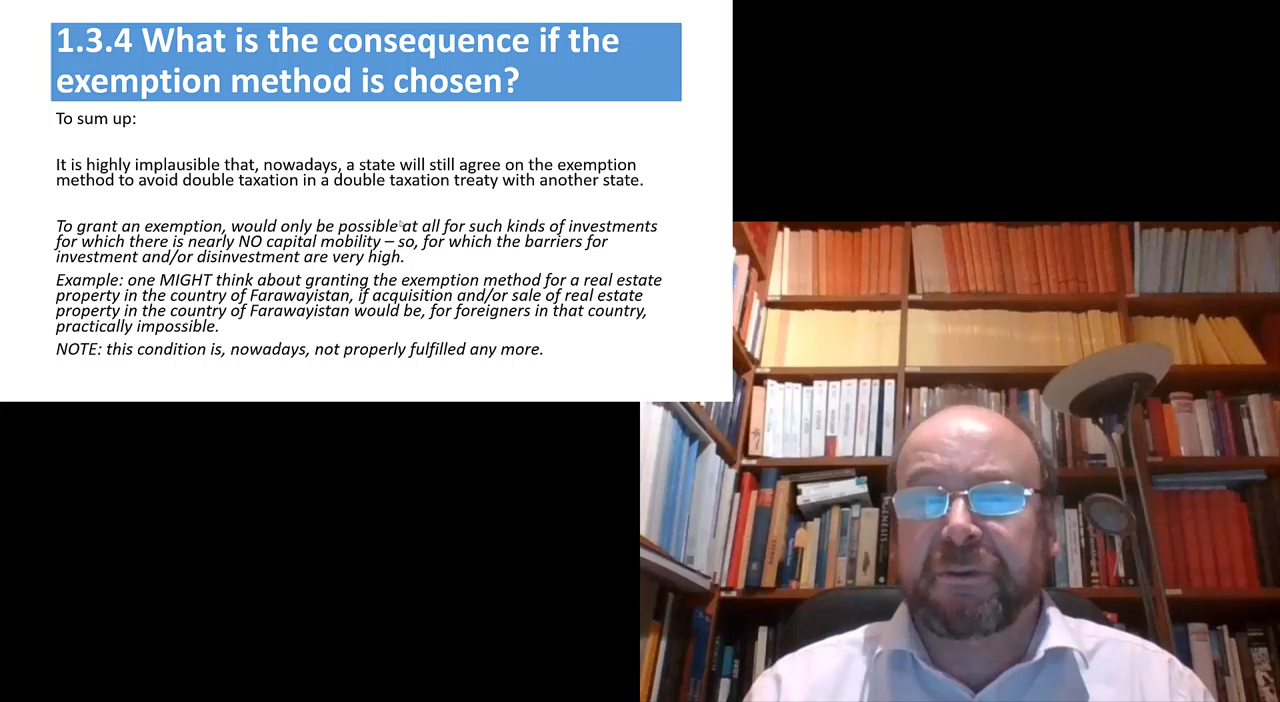 1.3.4 What is the consequence if the
exemption method is chosen?
To sum up:
It is highly implausible that, nowadays, a state will still agree on the exemption
method to avoid double taxation in a double taxation treaty with another state.
To grant an exemption, would only be possible at all for such kinds of investments
for which there is nearly NO capital mobility – so, for which the barriers for
investment and/or disinvestment are very high.
Example: one MIGHT think about granting the exemption method for a real estate
property in the country of Farawayistan, if acquisition and/or sale of real estate
property in the country of Farawayistan would be, for foreigners in that country,
practically impossible.
NOTE: this condition is, nowadays, not properly fulfilled any more.
GENESIS